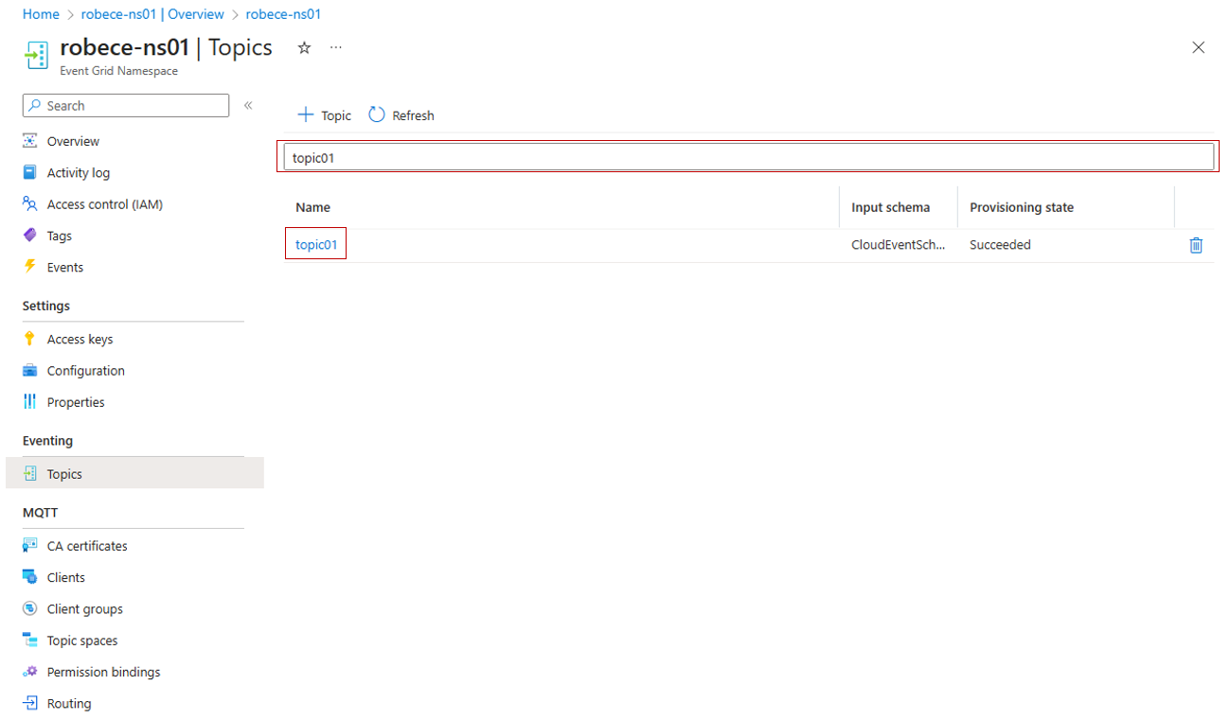 Home > robece-ns01 | Overview > robece-ns01
robece-ns01 | Topics
Event Grid Namespace
Search
Overview
Activity log
Access control (IAM)
Tags
Events
Settings
Access keys
Configuration
Properties
Eventing
Topics
MQTT
CA certificates
Clients
Client groups
Topic spaces
Permission bindings
Routing
Topic Refresh
topic01
Name Input schema Provisioning state
topic01 CloudEventSch... Succeeded